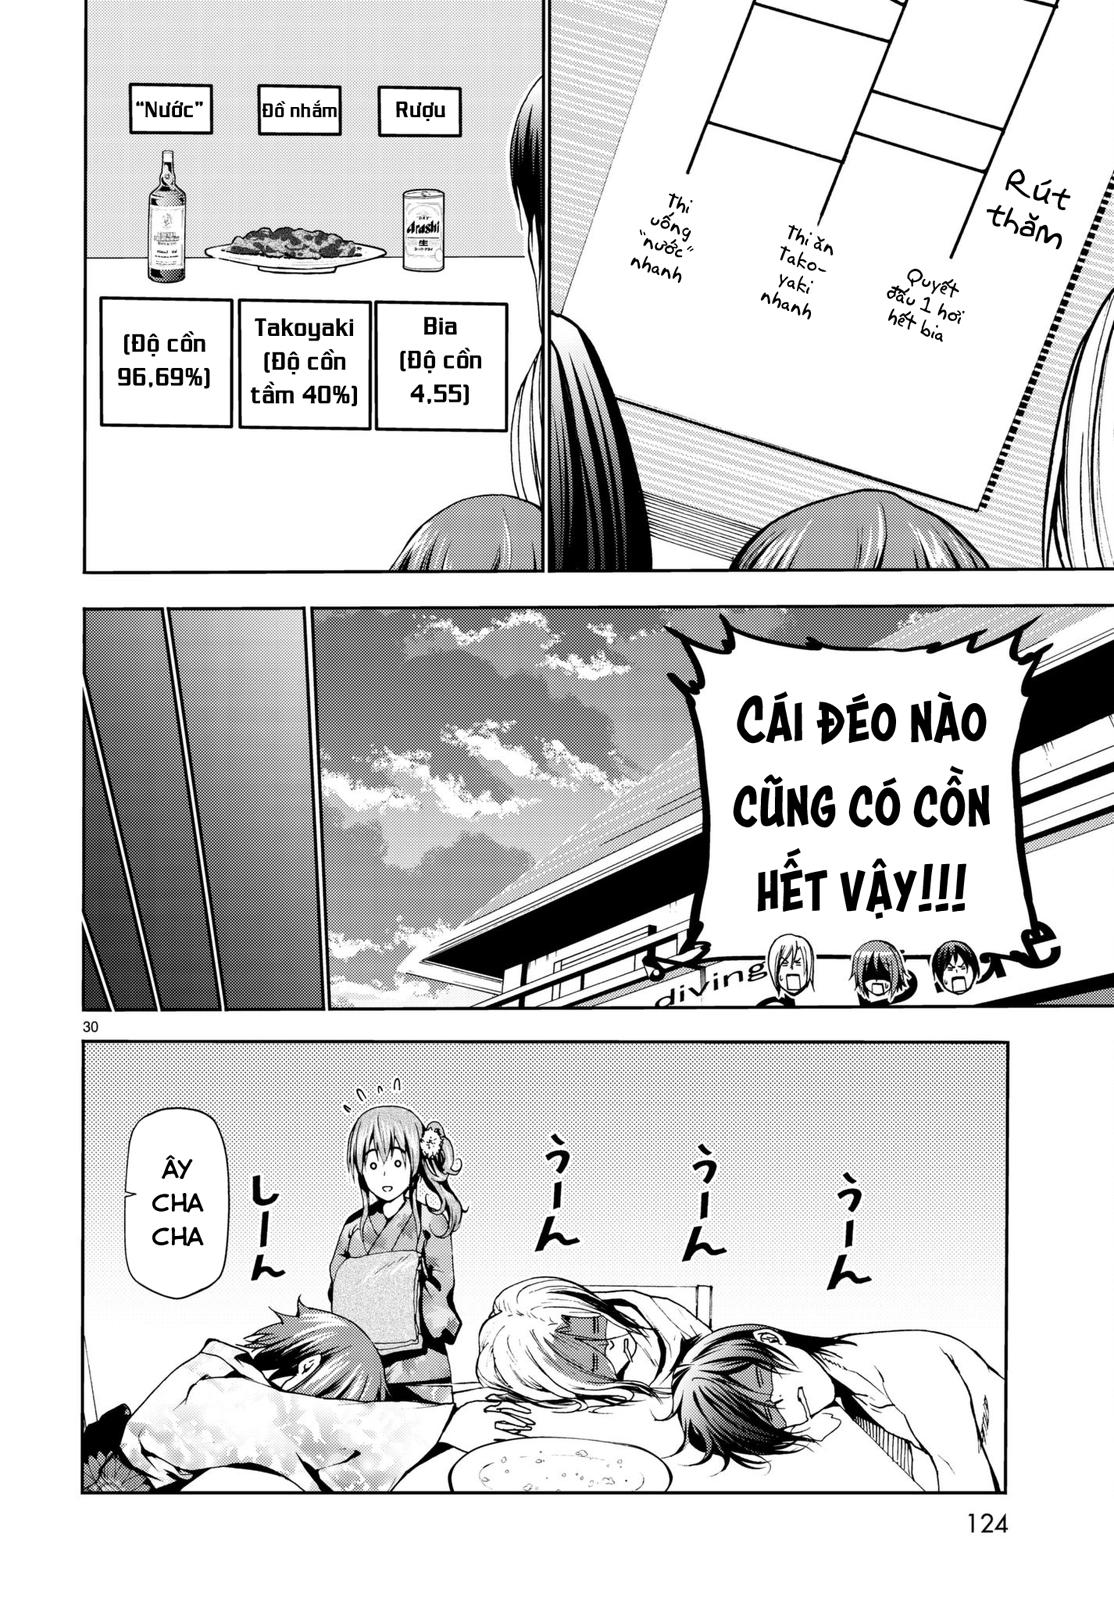 Rút
thăm
Quyết
đấu 1 hơi
hết bia
Thi ăn
Tako-
yaki
nhanh
Thi
uống
"nước"
nhanh
Rượu
Đồ nhắm
“Nước”
Arashi
生
Bia
(Độ cồn
4,55)
Takoyaki
(Độ cồn
tầm 40%)
(Độ cồn
96,69%)
CÁI ĐÉO NÀO
CŨNG CÓ CỒN
HẾT VẬY!!!
diving
30
うーん
うーん
うーん
しーん
ÂY
CHA
CHA
124